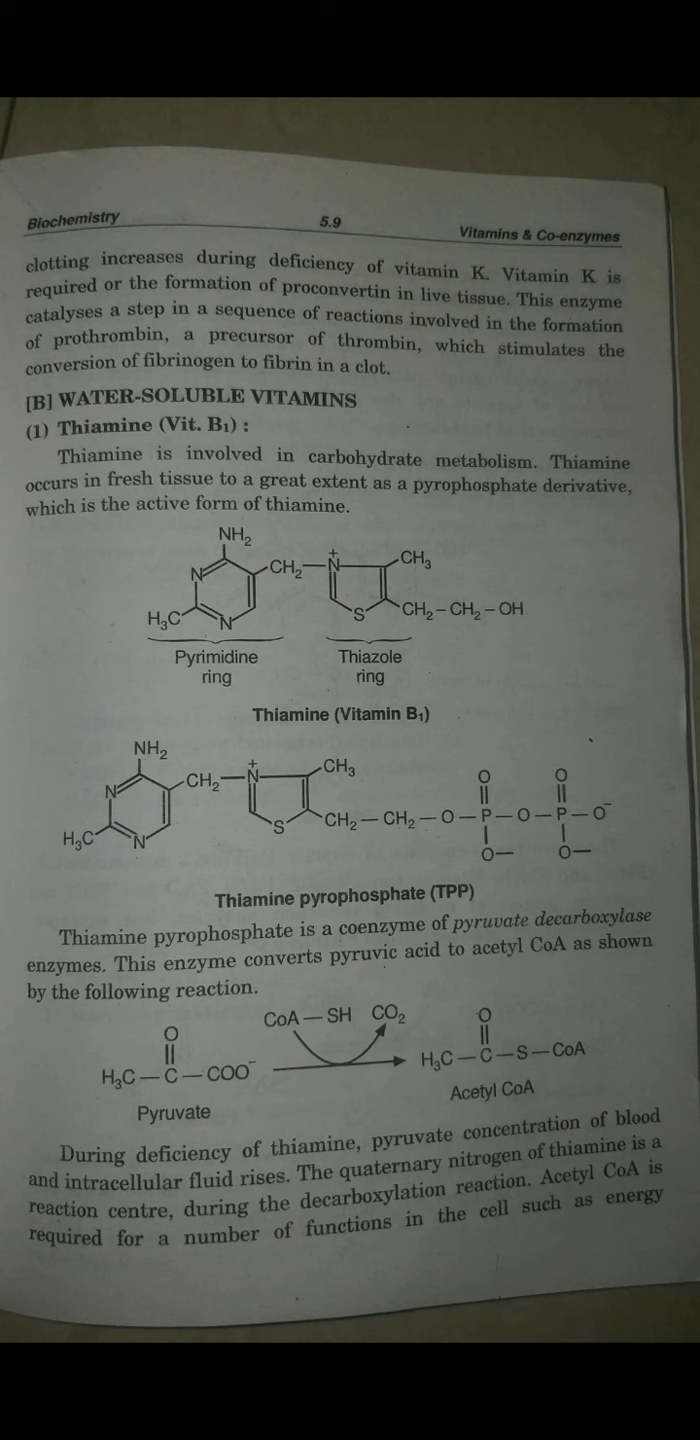 Biochemistry 5.9 Vitamins & Co-enzymes
clotting increases during deficiency of vitamin K. Vitamin K is
required or the formation of proconvertin in live tissue. This enzyme
catalyses a step in a sequence of reactions involved in the formation
of prothrombin, a precursor of thrombin, which stimulates the
conversion of fibrinogen to fibrin in a clot.
[B] WATER-SOLUBLE VITAMINS
(1) Thiamine (Vit. B₁) :
Thiamine is involved in carbohydrate metabolism. Thiamine
occurs in fresh tissue to a great extent as a pyrophosphate derivative,
which is the active form of thiamine.
NH₂
N CH₂—N⁺ CH₃
H₃C N S CH₂–CH₂–OH
Pyrimidine ring Thiazole ring
Thiamine (Vitamin B₁)
NH₂
N CH₂—N⁺ CH₃ O O
H₃C N S CH₂—CH₂—O—P—O—P—O⁻
O— O—
Thiamine pyrophosphate (TPP)
Thiamine pyrophosphate is a coenzyme of pyruvate decarboxylase
enzymes. This enzyme converts pyruvic acid to acetyl CoA as shown
by the following reaction.
CoA—SH CO₂
O O
H₃C—C—COO⁻ H₃C—C—S—CoA
Pyruvate Acetyl CoA
During deficiency of thiamine, pyruvate concentration of blood
and intracellular fluid rises. The quaternary nitrogen of thiamine is a
reaction centre, during the decarboxylation reaction. Acetyl CoA is
required for a number of functions in the cell such as energy